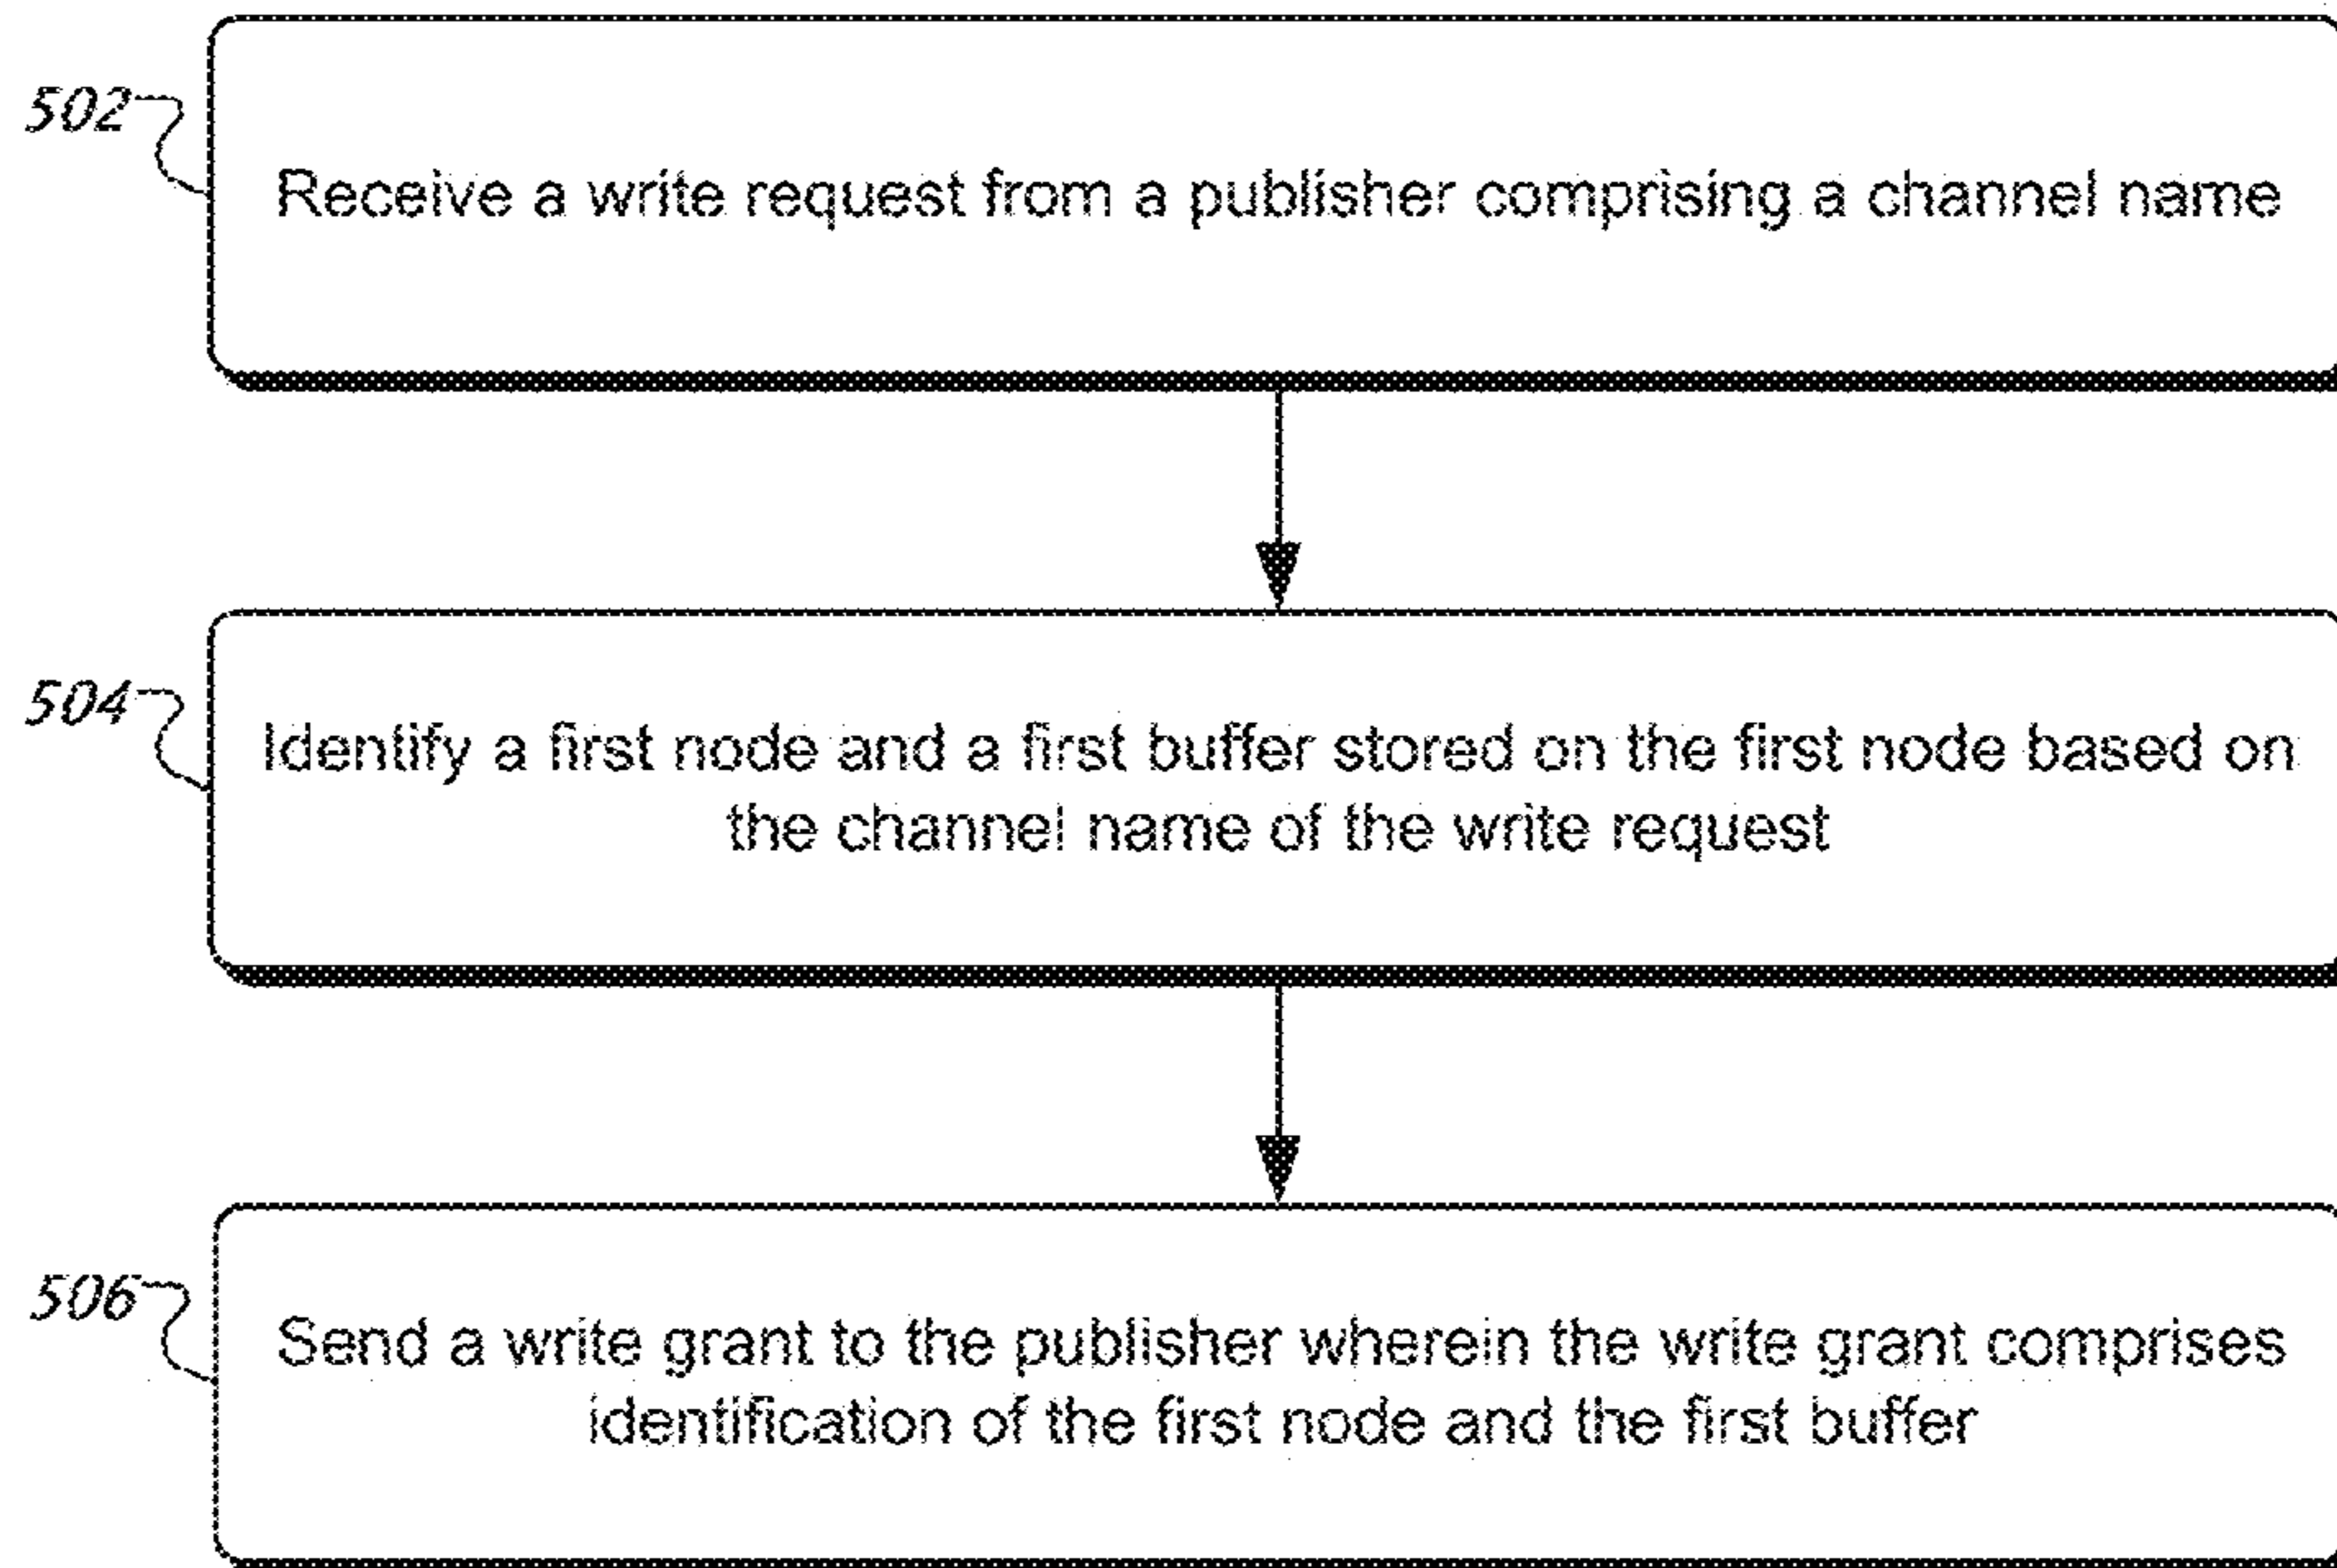 502
Receive a write request from a publisher comprising a channel name
504
Identify a first node and a first buffer stored on the first node based on
the channel name of the write request
506
Send a write grant to the publisher wherein the write grant comprises
identification of the first node and the first buffer